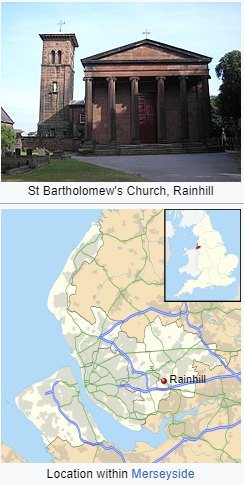 St Bartholomew's Church, Rainhill
Rainhill
Location within Merseyside